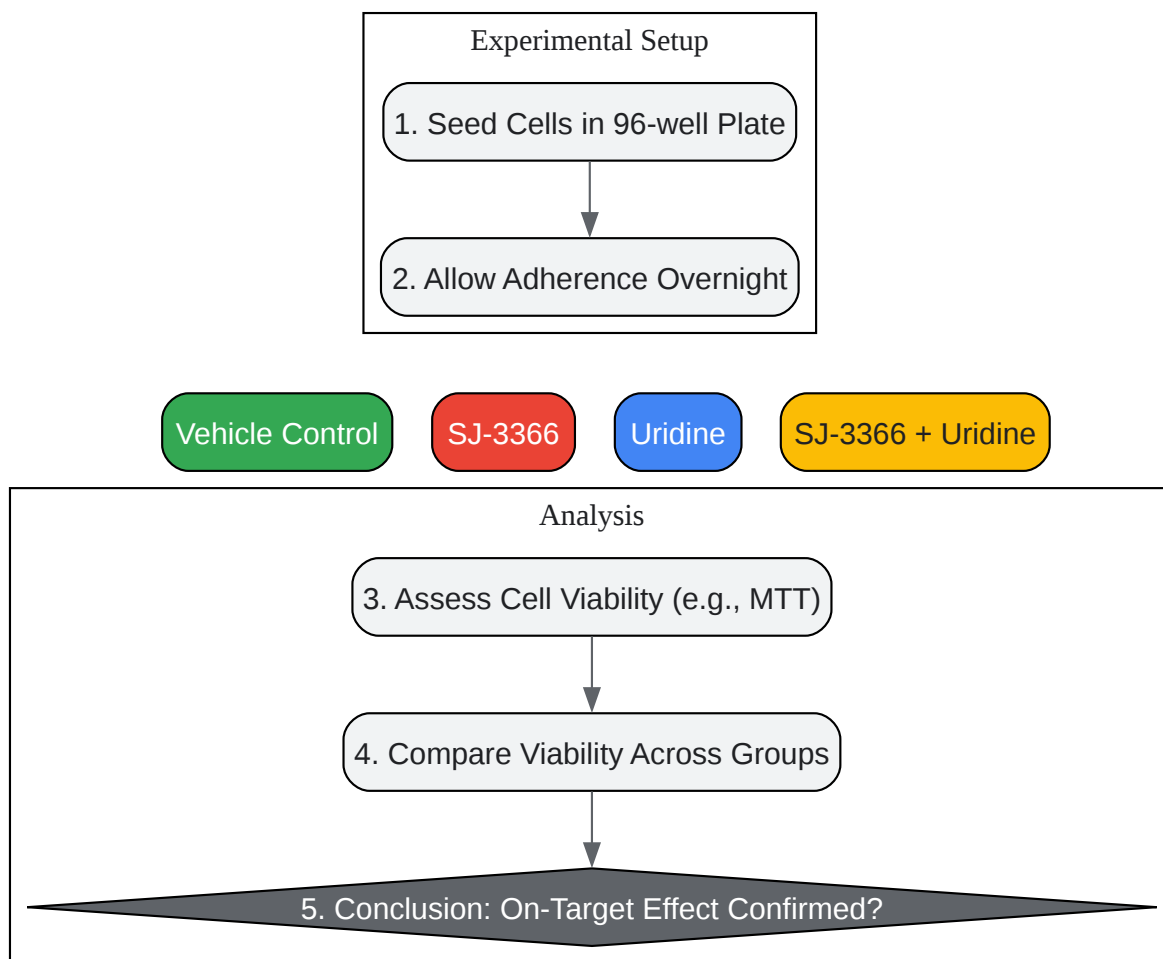 Experimental Setup
1. Seed Cells in 96-well Plate
2. Allow Adherence Overnight
Vehicle Control
SJ-3366
Uridine
SJ-3366 + Uridine
Analysis
3. Assess Cell Viability (e.g., MTT)
4. Compare Viability Across Groups
5. Conclusion: On-Target Effect Confirmed?